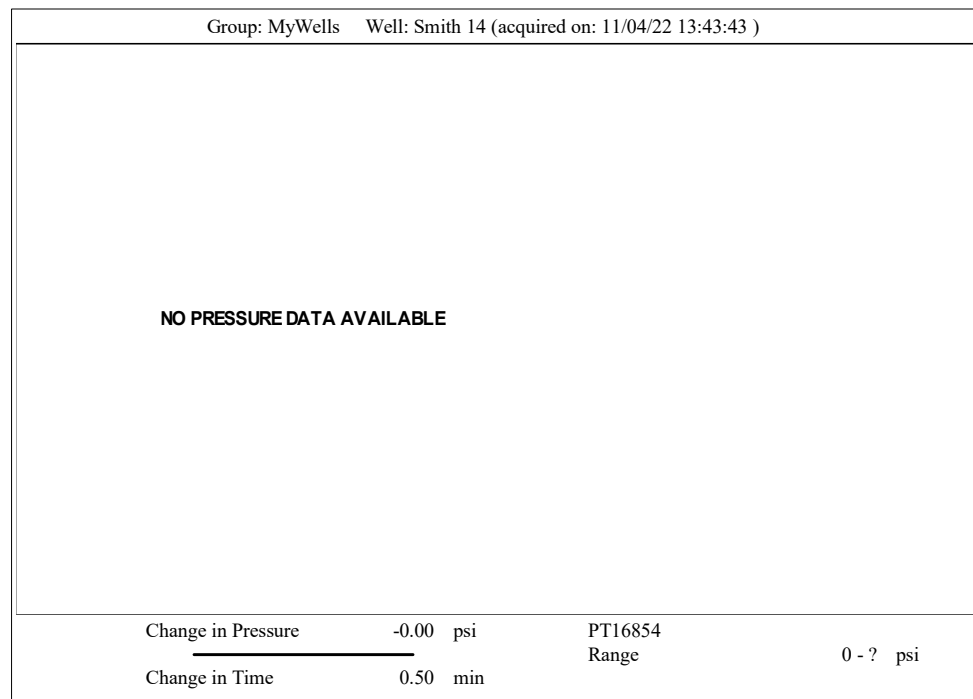 Group: MyWells Well: Smith 14 (acquired on: 11/04/22 13:43:43 )
NO PRESSURE DATA AVAILABLE
Change in Pressure -0.00 psi PT16854
Range 0 - ? psi
Change in Time 0.50 min